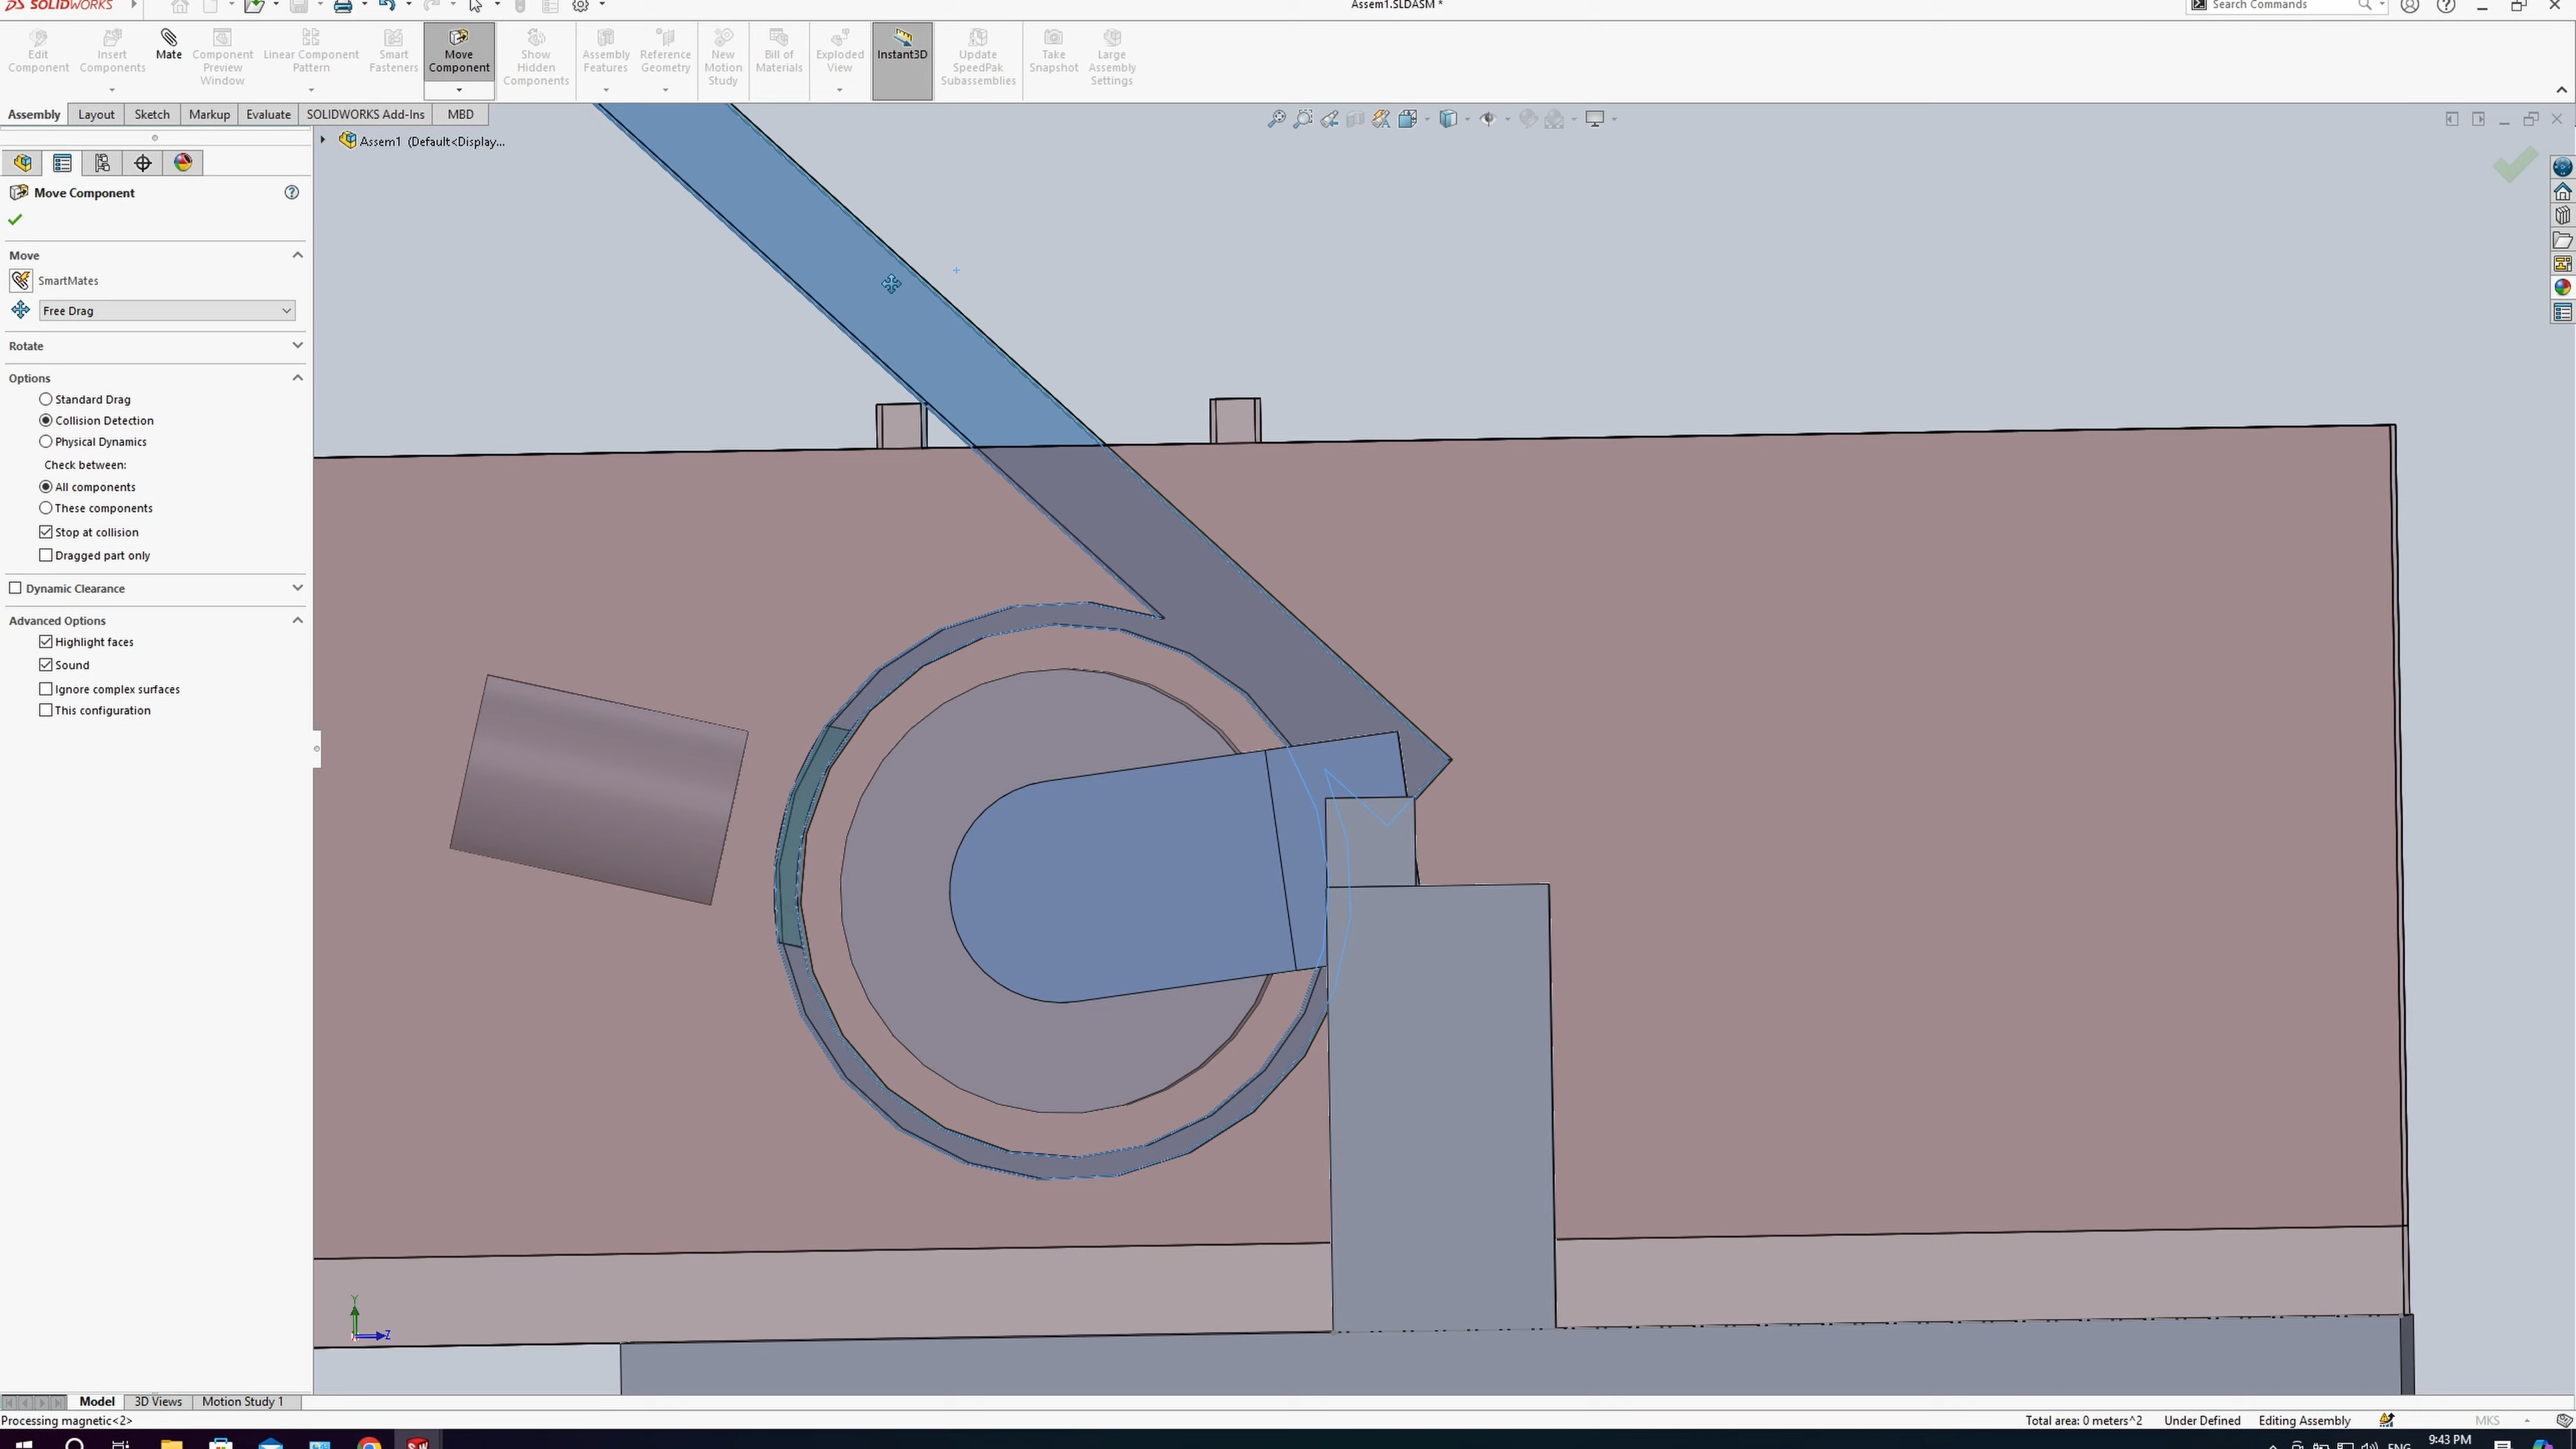 SOLIDWORKS
Assem1.SLDASM *
Search Commands
Edit Component
Insert Components
Mate
Component Preview Window
Linear Component Pattern
Smart Fasteners
Move Component
Show Hidden Components
Assembly Features
Reference Geometry
New Motion Study
Bill of Materials
Exploded View
Instant3D
Update SpeedPak Subassemblies
Take Snapshot
Large Assembly Settings
Assembly
Layout
Sketch
Markup
Evaluate
SOLIDWORKS Add-Ins
MBD
Assem1 (Default<Display...
Move Component
Move
SmartMates
Free Drag
Rotate
Options
Standard Drag
Collision Detection
Physical Dynamics
Check between:
All components
These components
Stop at collision
Dragged part only
Dynamic Clearance
Advanced Options
Highlight faces
Sound
Ignore complex surfaces
This configuration
Y
Z
Model
3D Views
Motion Study 1
Processing magnetic<2>
Total area: 0 meters^2
Under Defined
Editing Assembly
MKS
ENG
9:43 PM